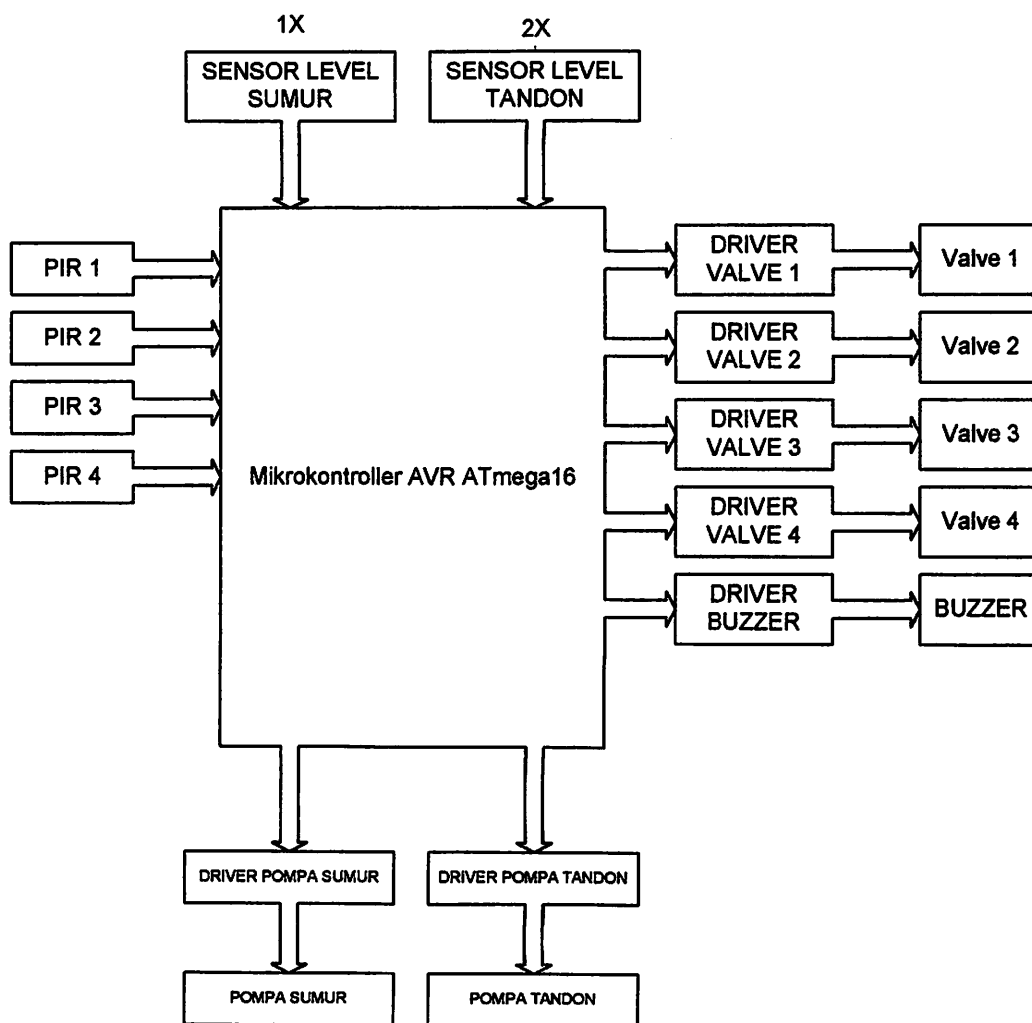 1X
2X
SENSOR LEVEL
SUMUR
SENSOR LEVEL
TANDON
PIR 1
PIR 2
PIR 3
PIR 4
Mikrokontroller AVR ATmega16
DRIVER
VALVE 1
Valve 1
DRIVER
VALVE 2
Valve 2
DRIVER
VALVE 3
Valve 3
DRIVER
VALVE 4
Valve 4
DRIVER
BUZZER
BUZZER
DRIVER POMPA SUMUR
DRIVER POMPA TANDON
POMPA SUMUR
POMPA TANDON